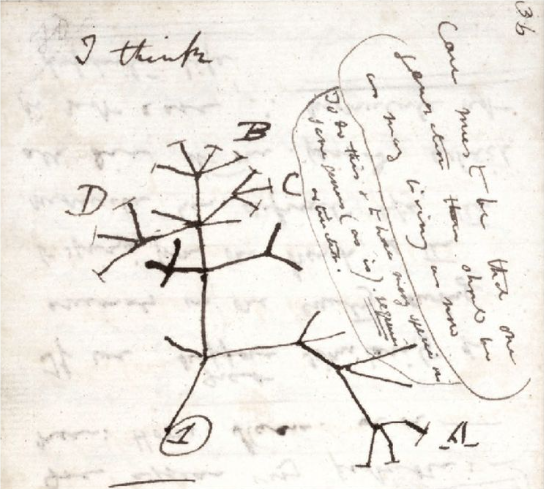 36
I think
Case must be that one
generation then should be
as many living as now
To do this & to have many species in
same genus (as is) requires
extinction.
B
C
D
A
1